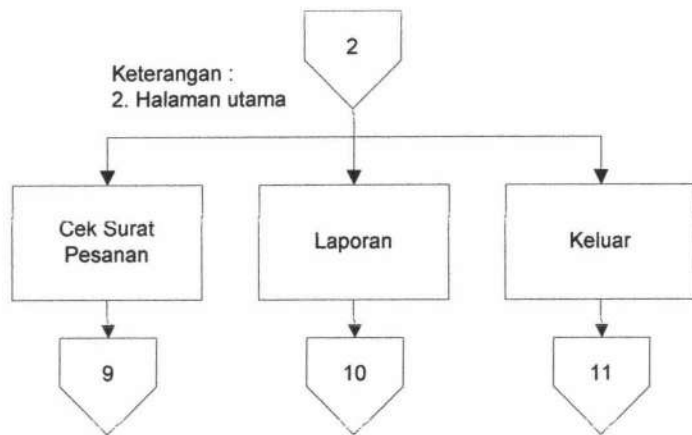 2
Keterangan :
2. Halaman utama
Cek Surat
Pesanan
Laporan
Keluar
9
10
11